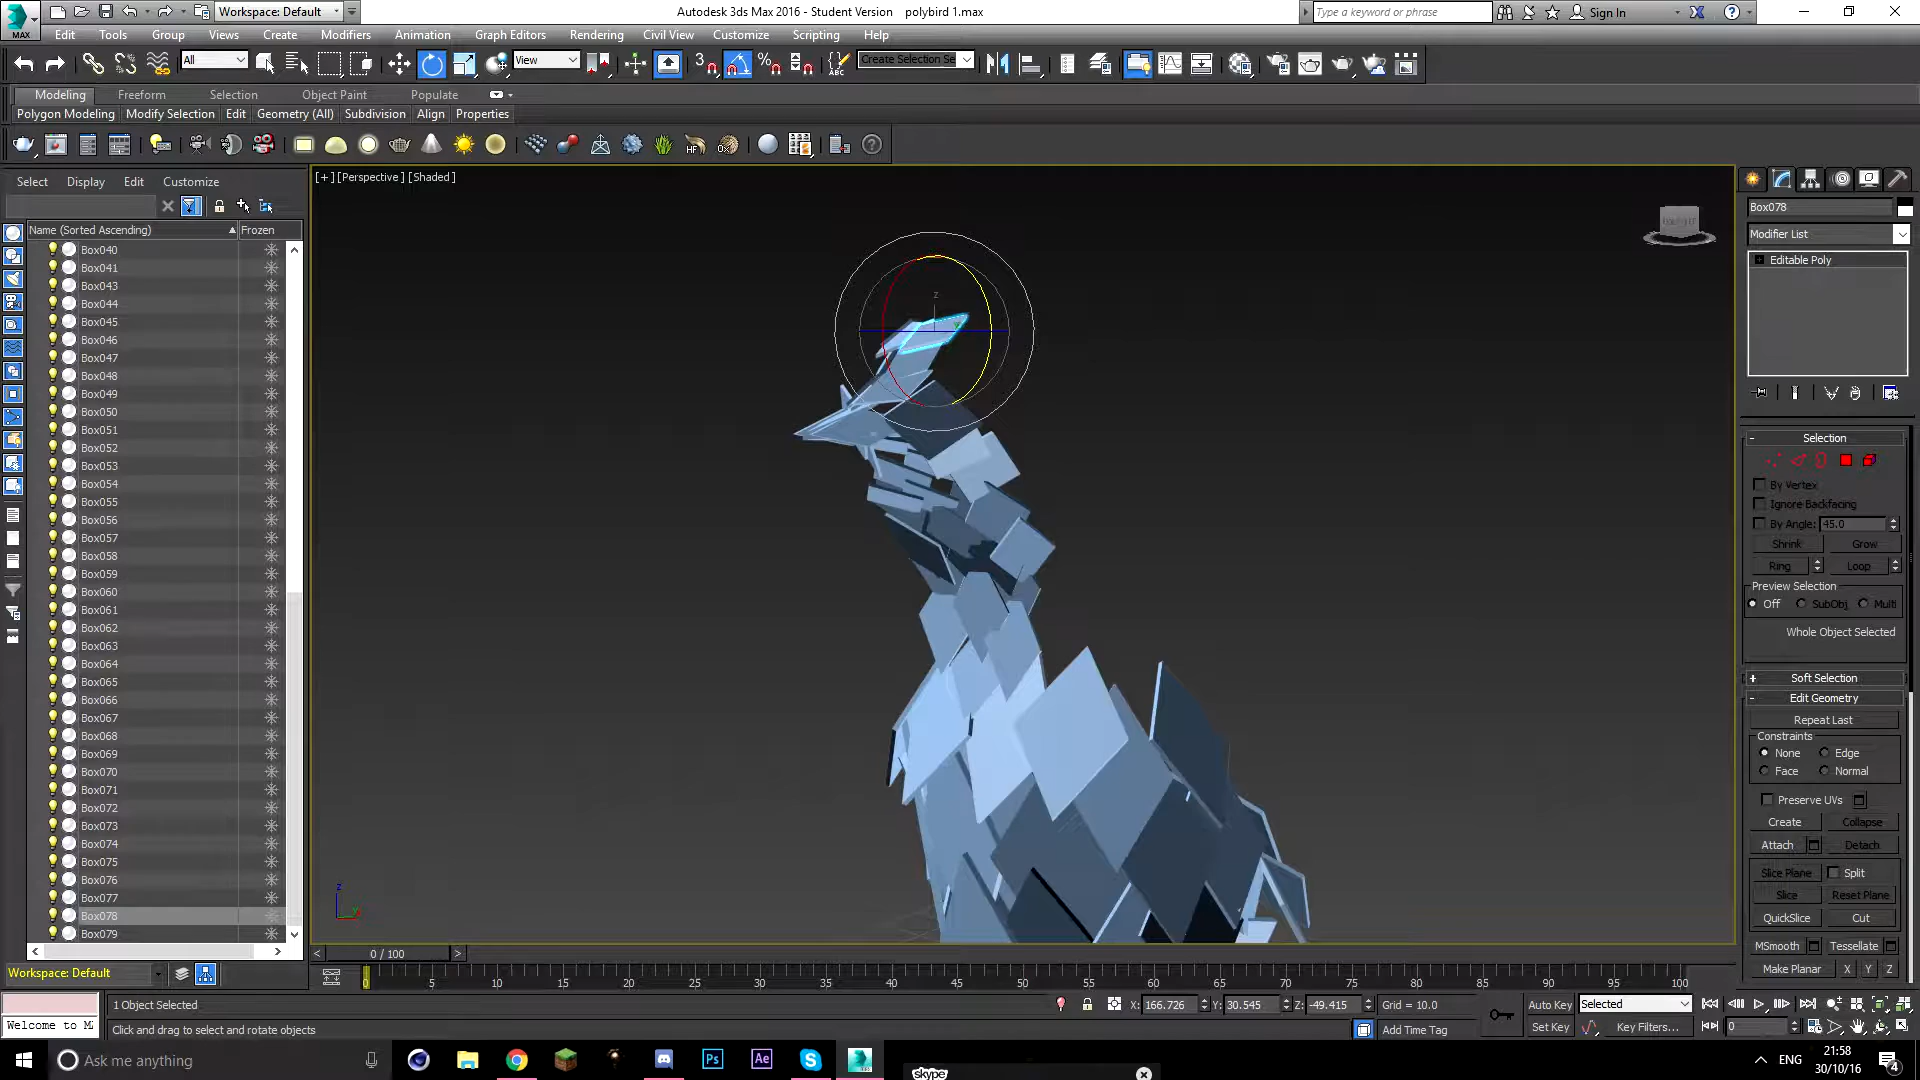 Workspace: Default
Autodesk 3ds Max 2016 - Student Version    polybird 1.max
Type a keyword or phrase
Sign In
MAX
Edit Tools Group Views Create Modifiers Animation Graph Editors Rendering Civil View Customize Scripting Help
All
View
3
ABC
Create Selection Se
Modeling Freeform Selection Object Paint Populate
Polygon Modeling Modify Selection Edit Geometry (All) Subdivision Align Properties
HF
Select Display Edit Customize
[+] [Perspective] [Shaded]
Name (Sorted Ascending) Frozen
Box040
Box041
Box043
Box044
Box045
Box046
Box047
Box048
Box049
Box050
Box051
Box052
Box053
Box054
Box055
Box056
Box057
Box058
Box059
Box060
Box061
Box062
Box063
Box064
Box065
Box066
Box067
Box068
Box069
Box070
Box071
Box072
Box073
Box074
Box075
Box076
Box077
Box078
Box079
z
z
Box078
Modifier List
Editable Poly
Selection
By Vertex
Ignore Backfacing
By Angle: 45.0
Shrink Grow
Ring Loop
Preview Selection
Off SubObj Multi
Whole Object Selected
Soft Selection
Edit Geometry
Repeat Last
Constraints
None Edge
Face Normal
Preserve UVs
Create Collapse
Attach Detach
Slice Plane Split
Slice Reset Plane
QuickSlice Cut
MSmooth Tessellate
Make Planar X Y Z
0 / 100
Workspace: Default
0 5 10 15 20 25 30 35 40 45 50 55 60 65 70 75 80 85 90 95 100
1 Object Selected
X: 166.726 Y: 30.545 Z: -49.415 Grid = 10.0
Auto Key Selected
Welcome to M
Click and drag to select and rotate objects
Add Time Tag
Set Key Key Filters... 0
Ask me anything
Ps
Ae
skype
ENG
21:58
30/10/16
4